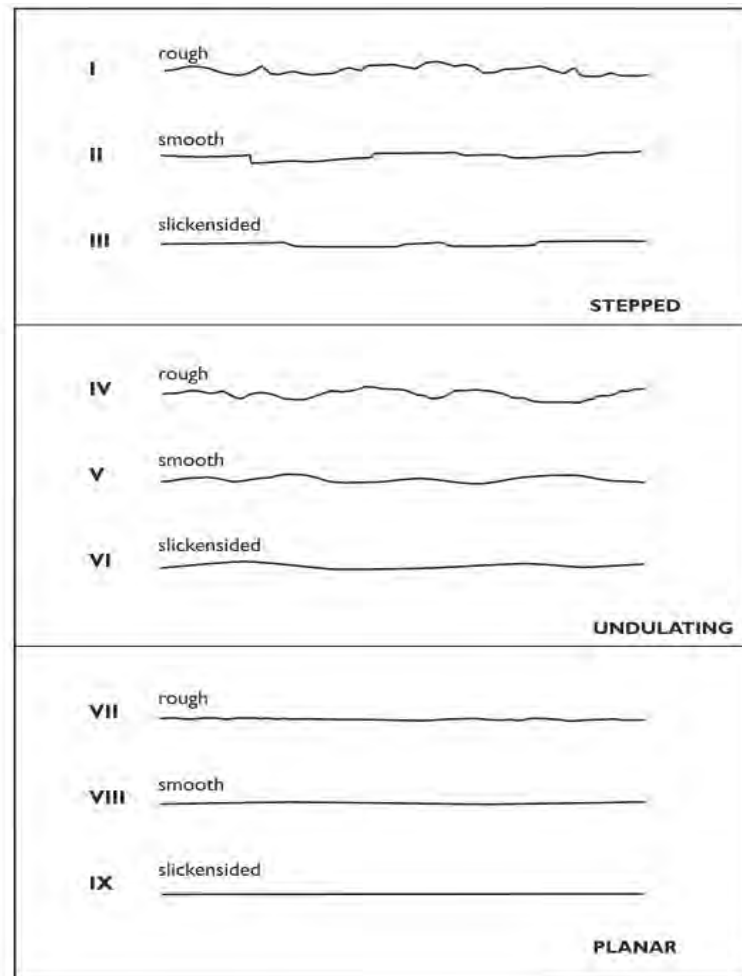 rough
I
smooth
II
slickensided
III
STEPPED
rough
IV
smooth
V
slickensided
VI
UNDULATING
rough
VII
smooth
VIII
slickensided
IX
PLANAR